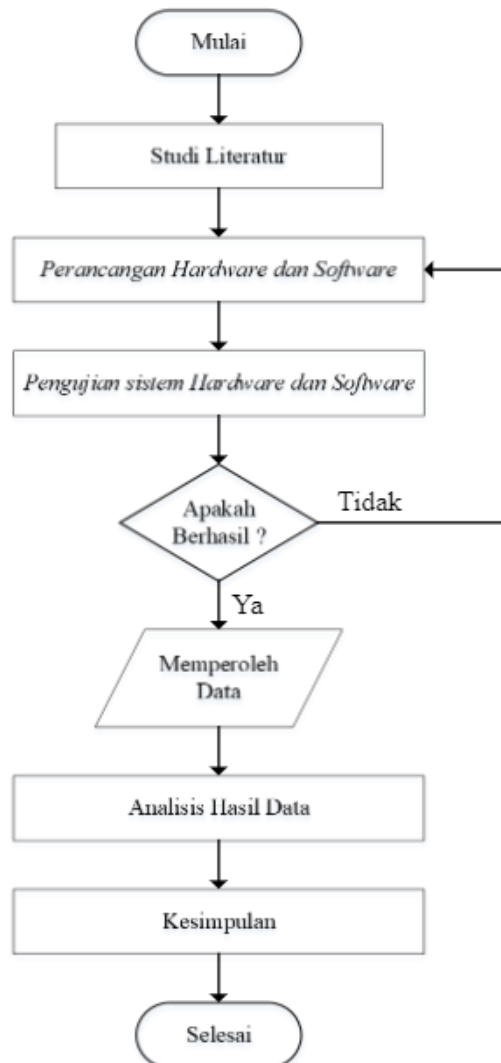 Mulai
Studi Literatur
Perancangan Hardware dan Software
Pengujian sistem Hardware dan Software
Apakah
Berhasil ?
Tidak
Ya
Memperoleh
Data
Analisis Hasil Data
Kesimpulan
Selesai